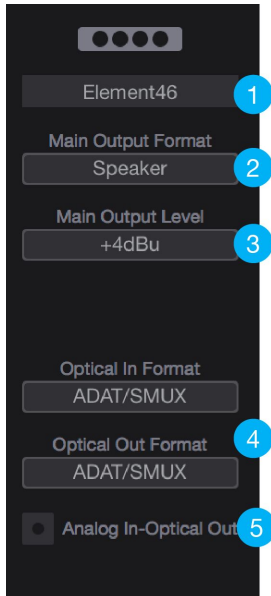 Element46
1
Main Output Format
Speaker
2
Main Output Level
+4dBu
3
Optical In Format
ADAT/SMUX
Optical Out Format
4
ADAT/SMUX
Analog In-Optical Out
5